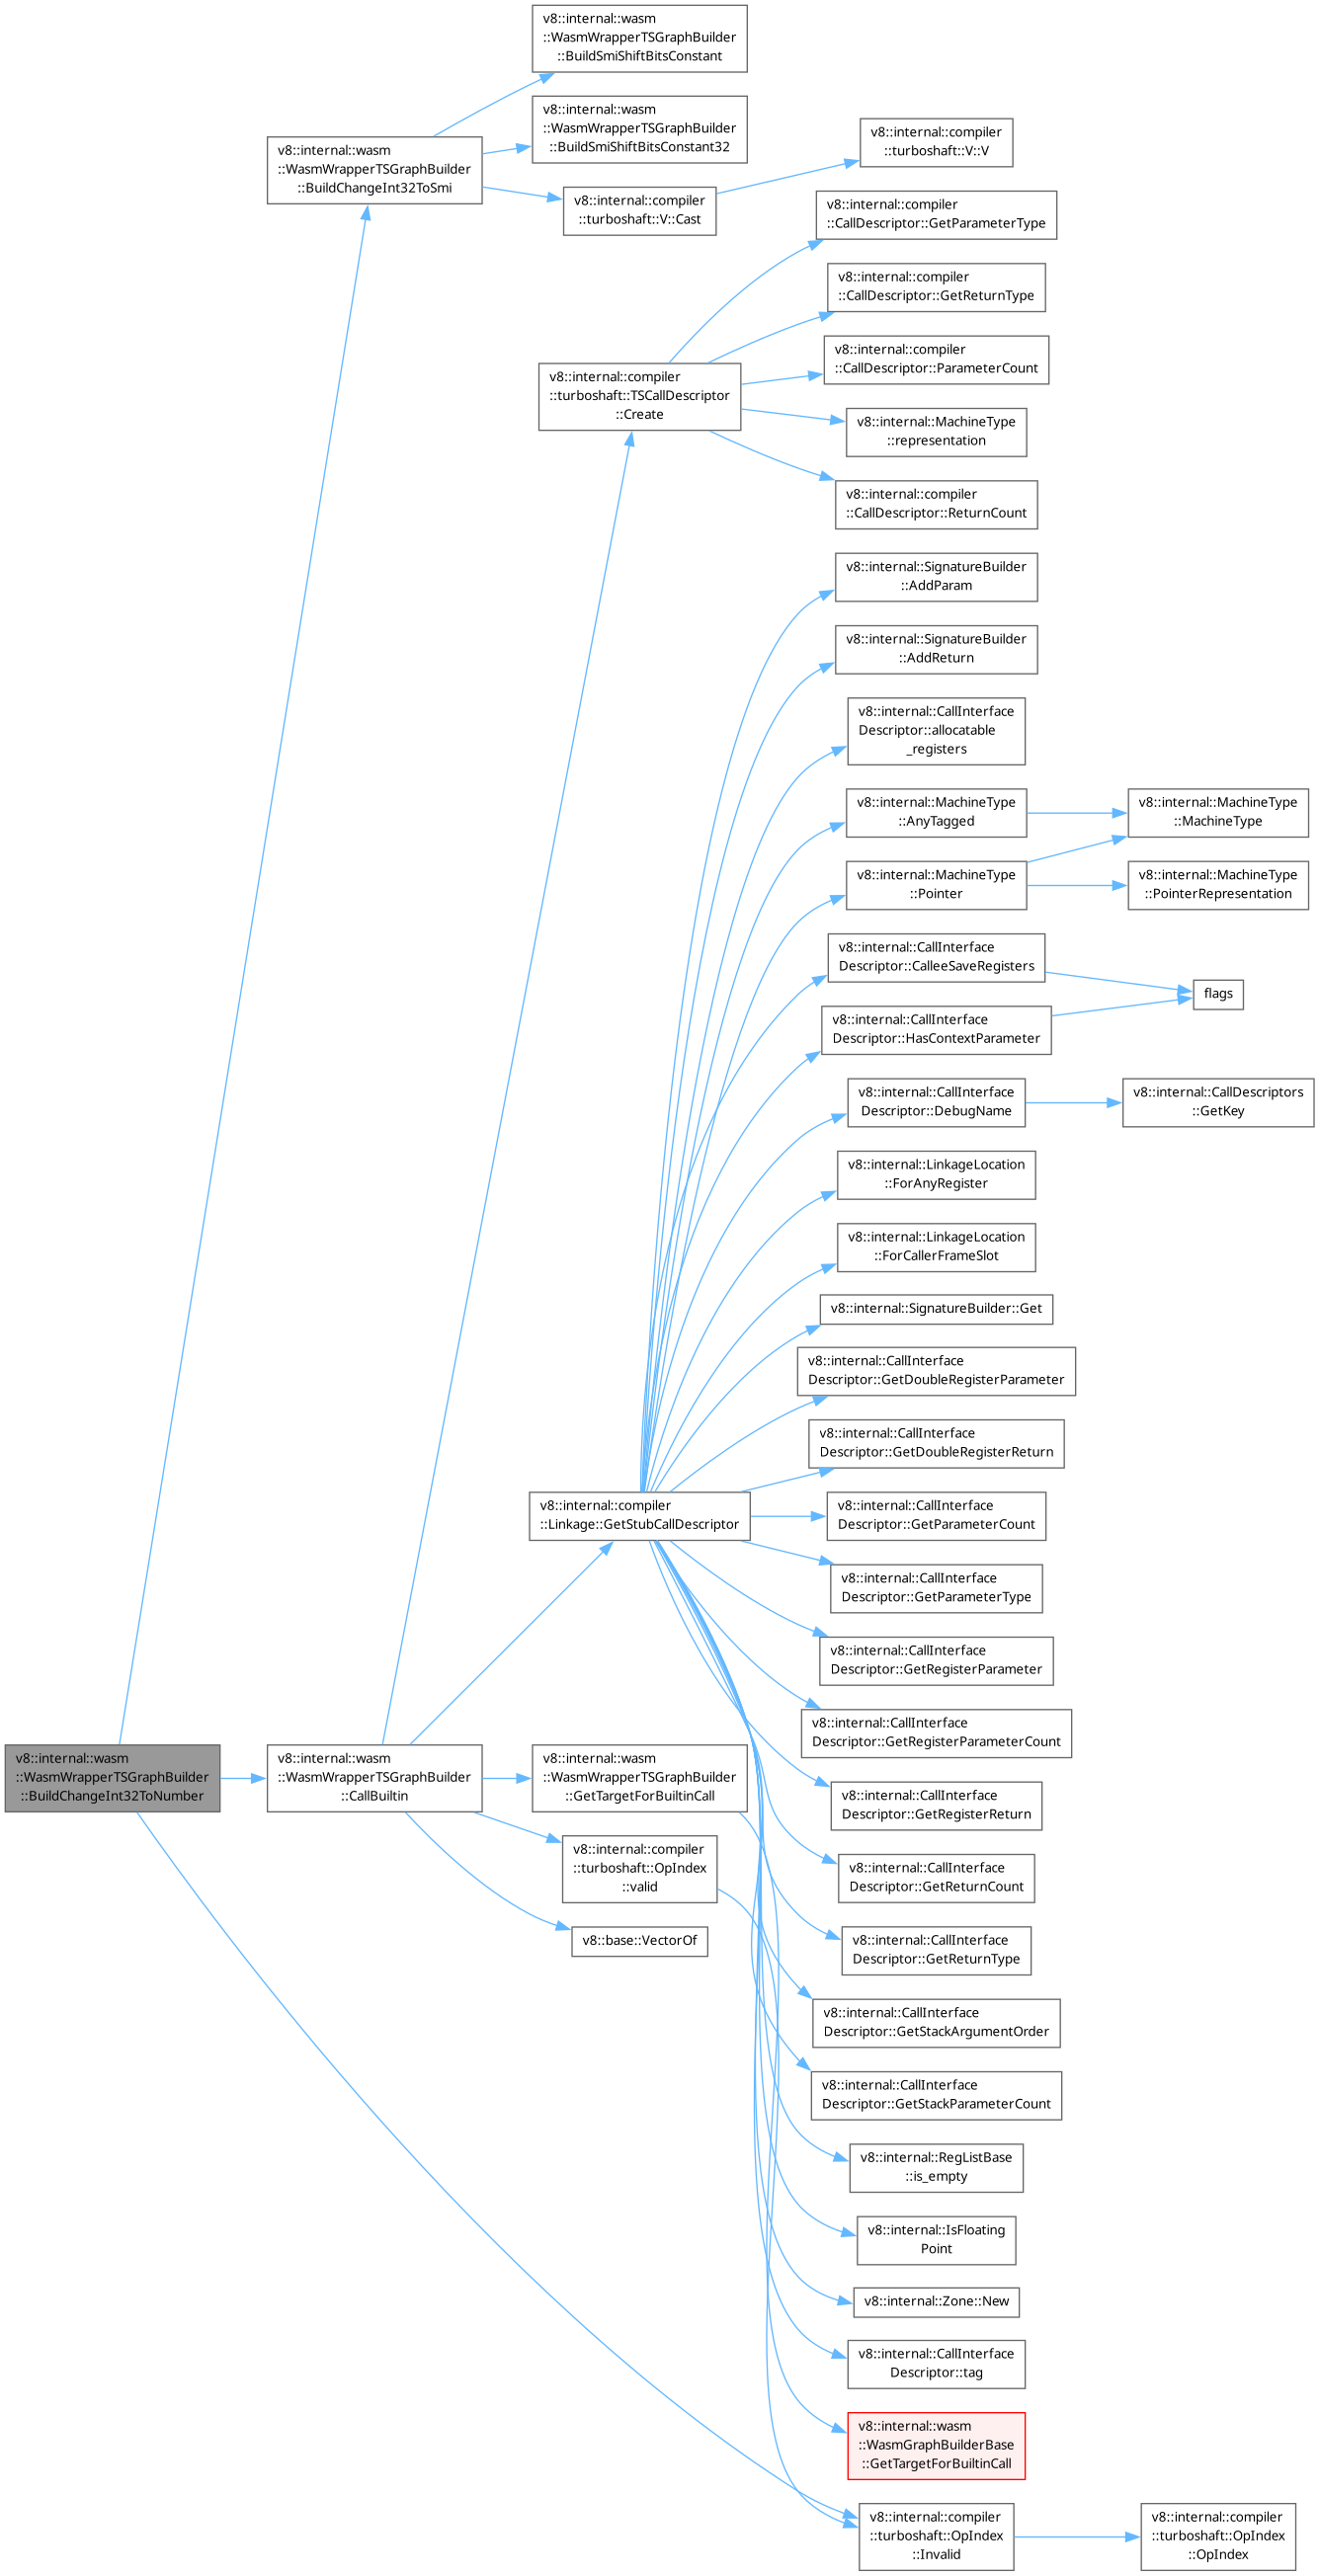 v8::internal::wasm
::WasmWrapperTSGraphBuilder
::BuildSmiShiftBitsConstant
v8::internal::wasm
::WasmWrapperTSGraphBuilder
::BuildSmiShiftBitsConstant32
v8::internal::wasm
::WasmWrapperTSGraphBuilder
::BuildChangeInt32ToSmi
v8::internal::compiler
::turboshaft::V::Cast
v8::internal::compiler
::turboshaft::V::V
v8::internal::compiler
::CallDescriptor::GetParameterType
v8::internal::compiler
::CallDescriptor::GetReturnType
v8::internal::compiler
::CallDescriptor::ParameterCount
v8::internal::compiler
::turboshaft::TSCallDescriptor
::Create
v8::internal::MachineType
::representation
v8::internal::compiler
::CallDescriptor::ReturnCount
v8::internal::SignatureBuilder
::AddParam
v8::internal::SignatureBuilder
::AddReturn
v8::internal::CallInterface
Descriptor::allocatable
_registers
v8::internal::MachineType
::AnyTagged
v8::internal::MachineType
::MachineType
v8::internal::MachineType
::Pointer
v8::internal::MachineType
::PointerRepresentation
v8::internal::CallInterface
Descriptor::CalleeSaveRegisters
flags
v8::internal::CallInterface
Descriptor::HasContextParameter
v8::internal::CallInterface
Descriptor::DebugName
v8::internal::CallDescriptors
::GetKey
v8::internal::LinkageLocation
::ForAnyRegister
v8::internal::LinkageLocation
::ForCallerFrameSlot
v8::internal::SignatureBuilder::Get
v8::internal::CallInterface
Descriptor::GetDoubleRegisterParameter
v8::internal::CallInterface
Descriptor::GetDoubleRegisterReturn
v8::internal::compiler
::Linkage::GetStubCallDescriptor
v8::internal::CallInterface
Descriptor::GetParameterCount
v8::internal::CallInterface
Descriptor::GetParameterType
v8::internal::CallInterface
Descriptor::GetRegisterParameter
v8::internal::CallInterface
Descriptor::GetRegisterParameterCount
v8::internal::wasm
::WasmWrapperTSGraphBuilder
::BuildChangeInt32ToNumber
v8::internal::wasm
::WasmWrapperTSGraphBuilder
::CallBuiltin
v8::internal::wasm
::WasmWrapperTSGraphBuilder
::GetTargetForBuiltinCall
v8::internal::CallInterface
Descriptor::GetRegisterReturn
v8::internal::compiler
::turboshaft::OpIndex
::valid
v8::internal::CallInterface
Descriptor::GetReturnCount
v8::base::VectorOf
v8::internal::CallInterface
Descriptor::GetReturnType
v8::internal::CallInterface
Descriptor::GetStackArgumentOrder
v8::internal::CallInterface
Descriptor::GetStackParameterCount
v8::internal::RegListBase
::is_empty
v8::internal::IsFloating
Point
v8::internal::Zone::New
v8::internal::CallInterface
Descriptor::tag
v8::internal::wasm
::WasmGraphBuilderBase
::GetTargetForBuiltinCall
v8::internal::compiler
::turboshaft::OpIndex
::Invalid
v8::internal::compiler
::turboshaft::OpIndex
::OpIndex